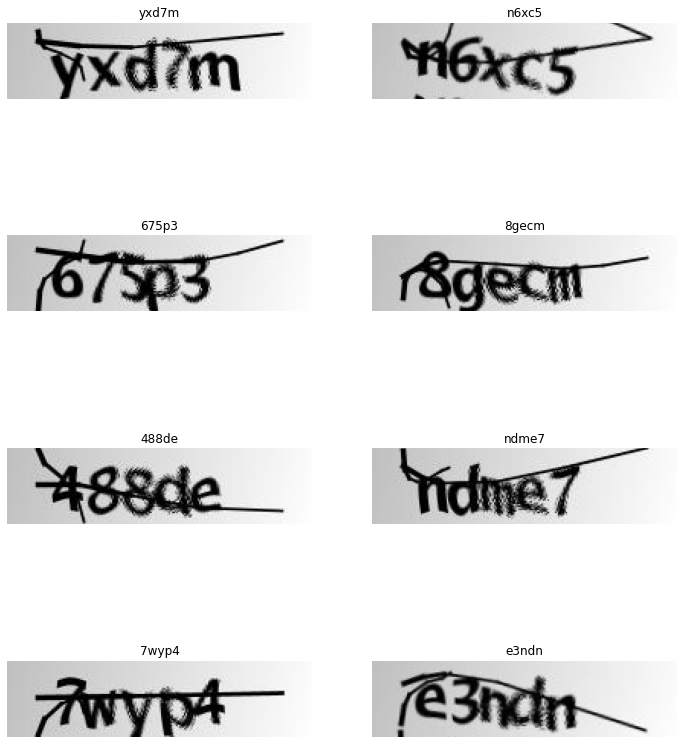 yxd7m
n6xc5
yxd7m
n6xc5
675p3
8gecm
675p3
8gecm
488de
ndme7
488de
ndme7
7wyp4
e3ndn
7wyp4
e3ndn